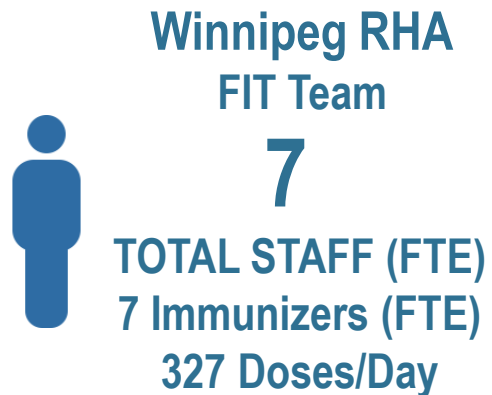 Winnipeg RHA
FIT Team
7
TOTAL STAFF (FTE)
7 Immunizers (FTE)
327 Doses/Day